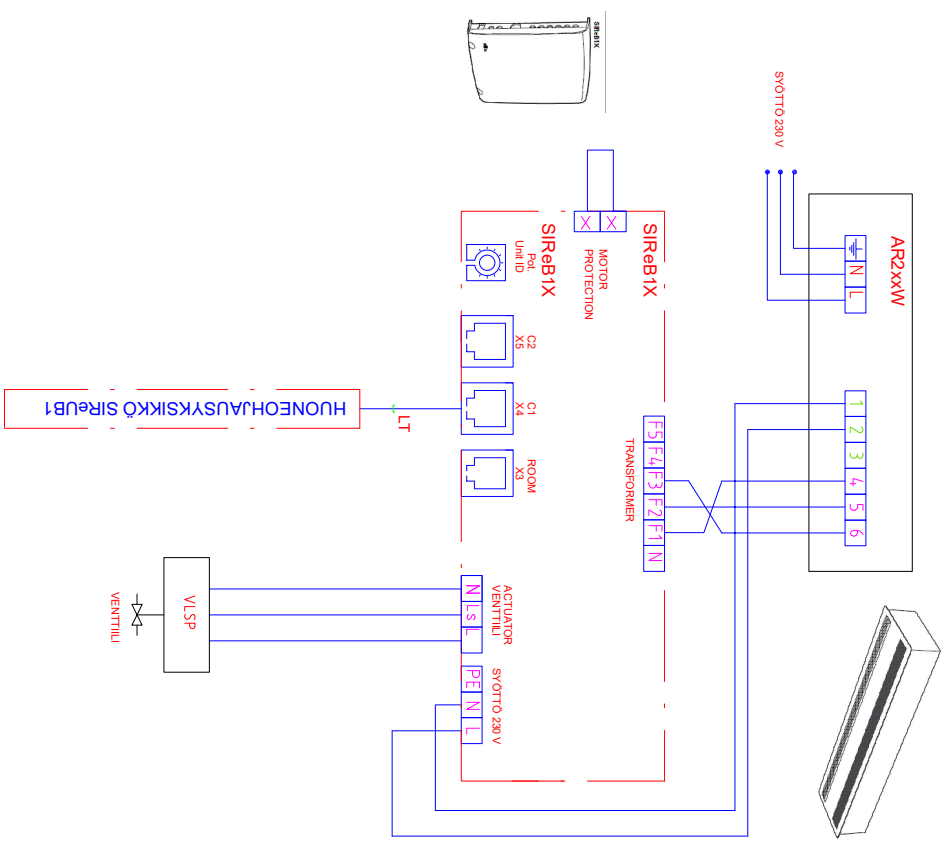 SIReB1X
SYÖTTÖ 230 V
AR2xxW
N
L
1
2
3
4
5
6
SIReB1X
X
X
MOTOR
PROTECTION
SIReB1X
Pot.
Unit ID
C2
X5
C1
X4
ROOM
X3
F5
F4
F3
F2
F1
N
TRANSFORMER
LT
HUONEOHJAUSYKSIKKÖ SIReUB1
ACTUATOR
VENTTIILI
N
Ls
L
SYÖTTÖ 230 V
PE
N
L
VLSP
VENTTIILI